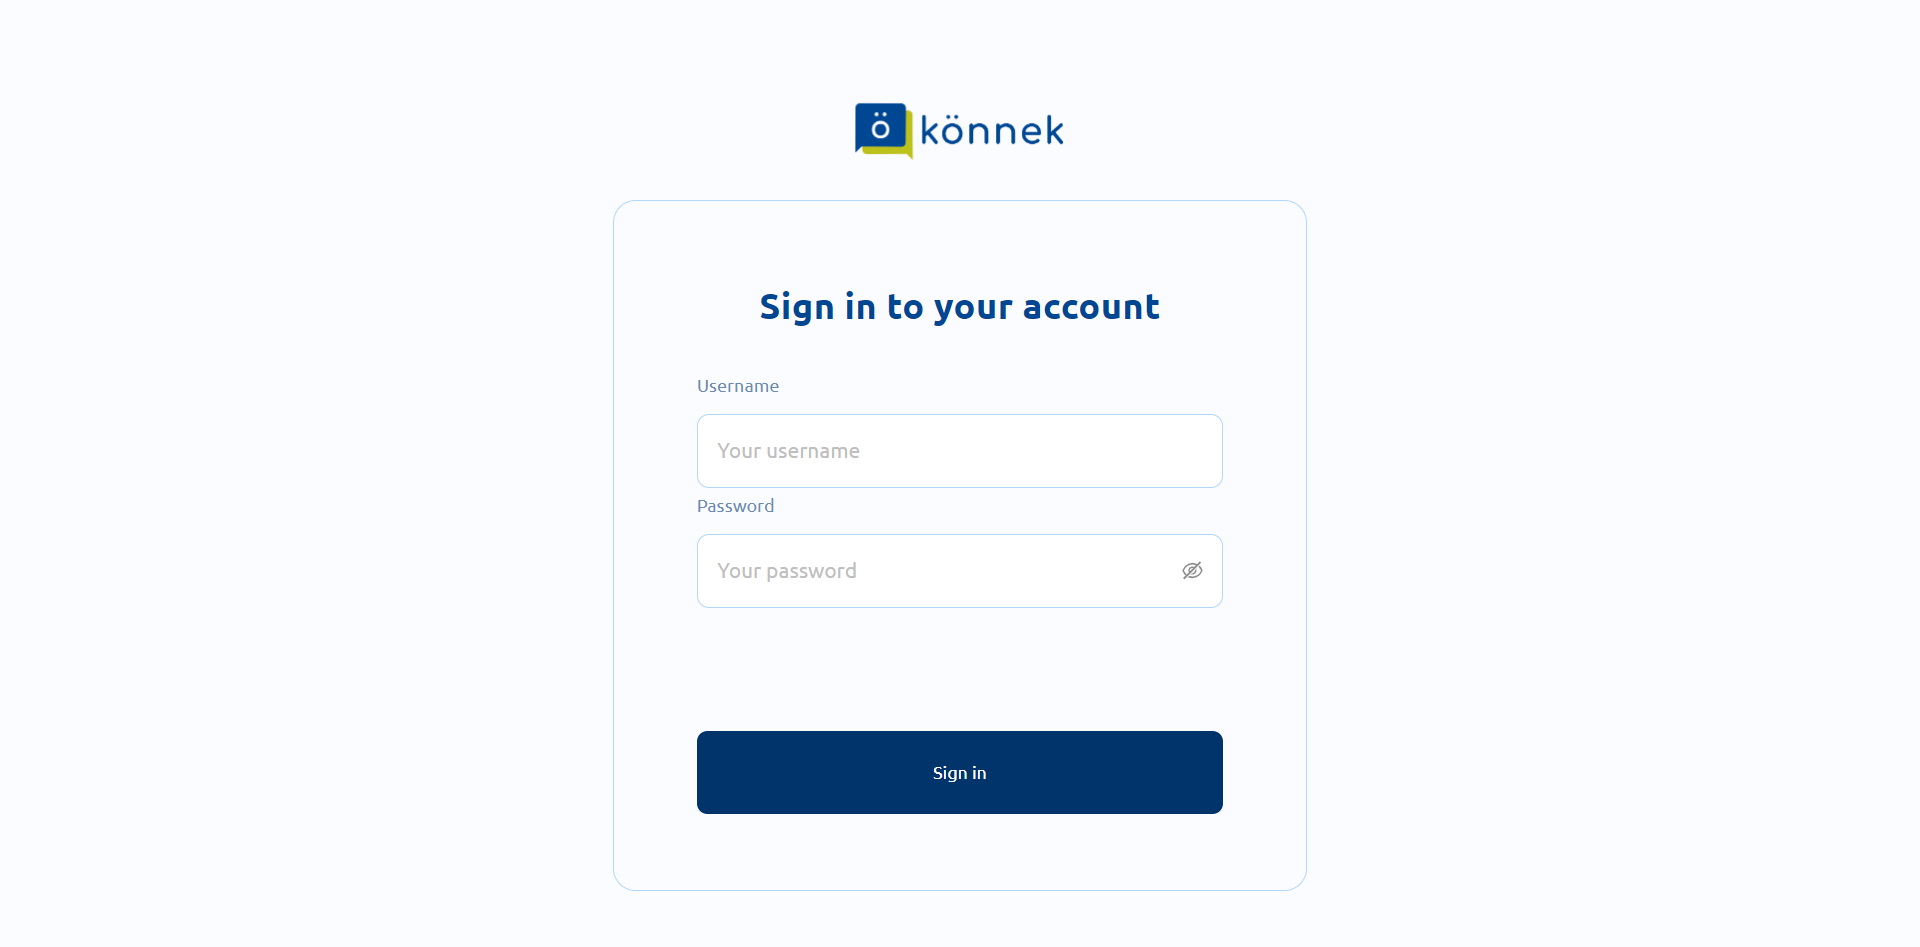 ö könnek
Sign in to your account
Username
Your username
Password
Your password
Sign in